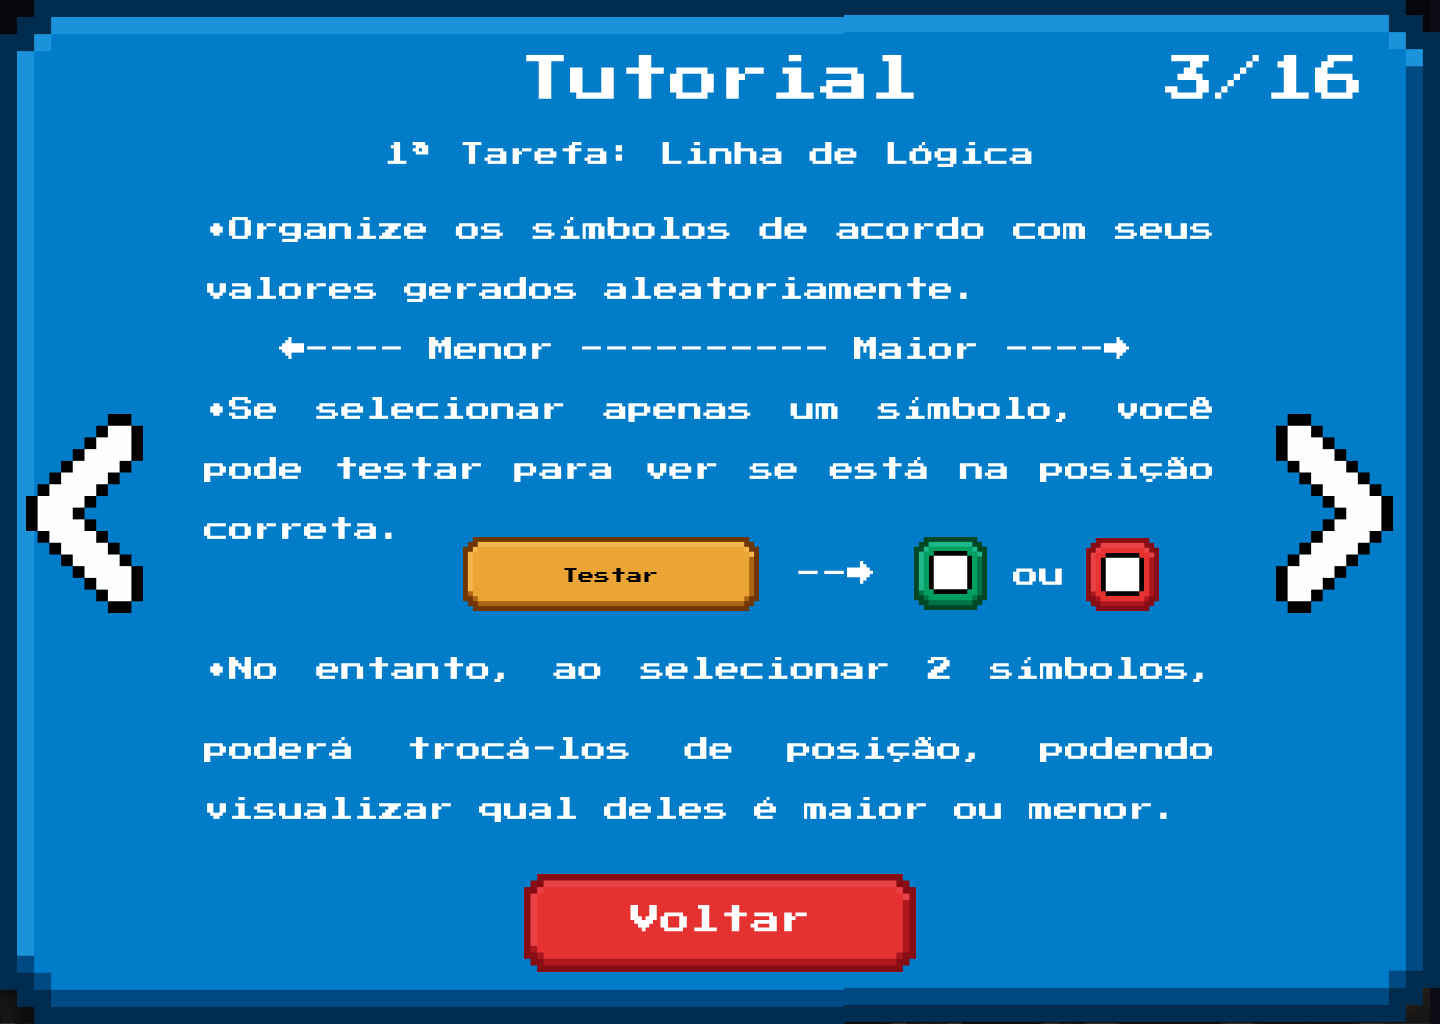 Tutorial
3/16
1ª Tarefa: Linha de Lógica
•Organize os símbolos de acordo com seus
valores gerados aleatoriamente.
←---- Menor ---------- Maior ----→
•Se selecionar apenas um símbolo, você
pode testar para ver se está na posição
correta.
Testar --→ ou
•No entanto, ao selecionar 2 símbolos,
poderá trocá-los de posição, podendo
visualizar qual deles é maior ou menor.
Voltar